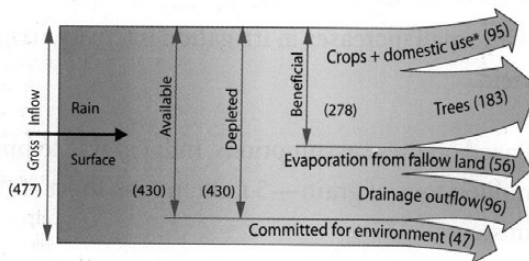 Crops + domestic use* (95)
Gross Inflow
Rain
Surface
(477)
Available
(430)
Depleted
(430)
Beneficial
(278)
Trees (183)
Evaporation from fallow land (56)
Drainage outflow (96)
Committed for environment (47)